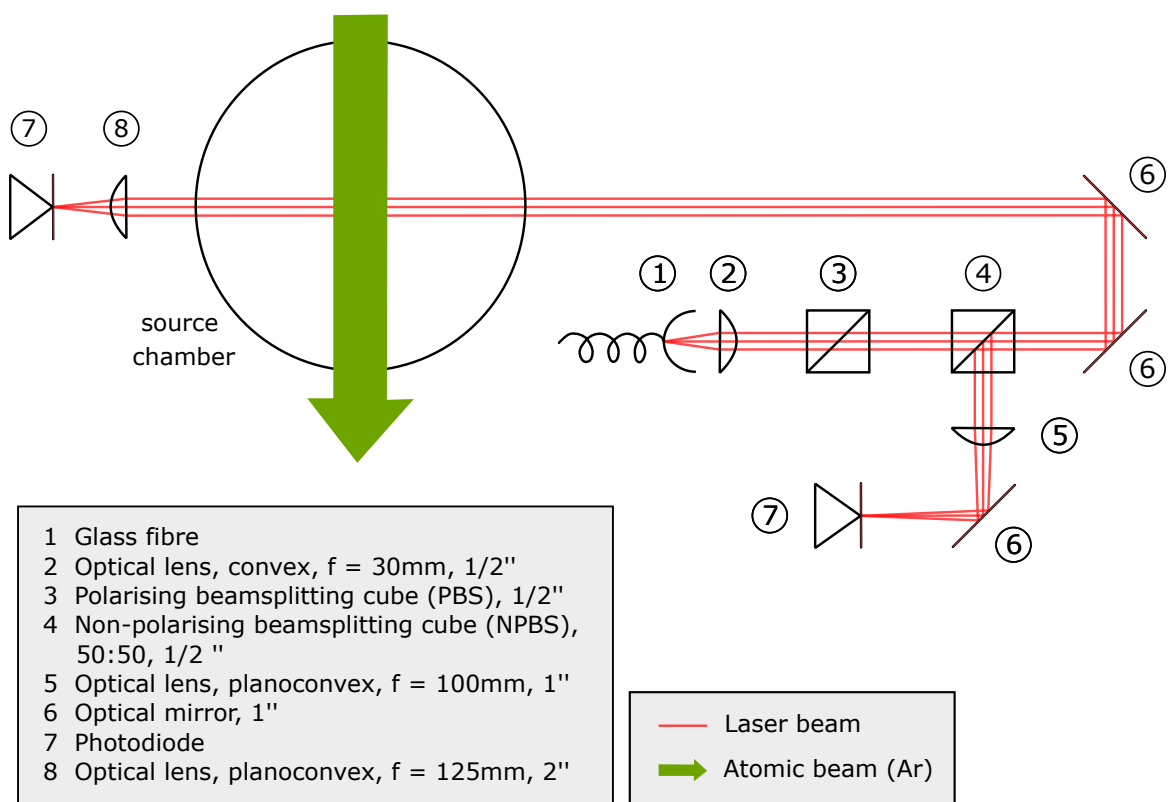 ⑦
⑧
⑥
①
②
③
④
source
chamber
⑥
⑤
⑦
⑥
1 Glass fibre
2 Optical lens, convex, f = 30mm, 1/2"
3 Polarising beamsplitting cube (PBS), 1/2"
4 Non-polarising beamsplitting cube (NPBS),
50:50, 1/2 "
5 Optical lens, planoconvex, f = 100mm, 1"
6 Optical mirror, 1"
7 Photodiode
8 Optical lens, planoconvex, f = 125mm, 2"
Laser beam
Atomic beam (Ar)